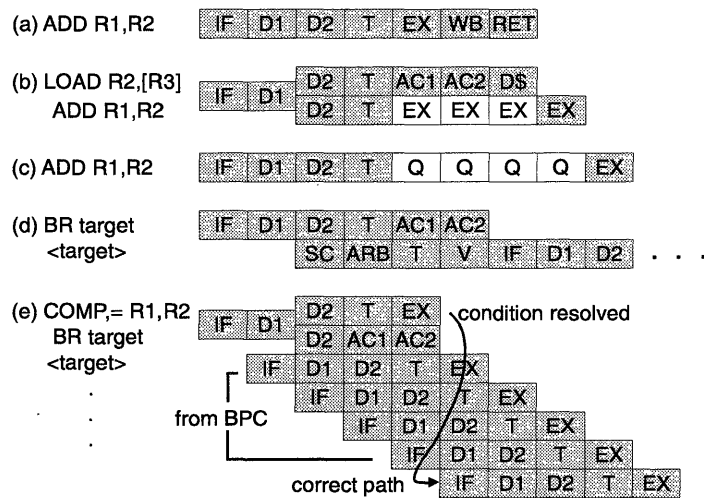 (a) ADD R1,R2 IF D1 D2 T EX WB RET
(b) LOAD R2,[R3] D2 T AC1 AC2 D$
IF D1
ADD R1,R2 D2 T EX EX EX EX
(c) ADD R1,R2 IF D1 D2 T Q Q Q Q EX
(d) BR target IF D1 D2 T AC1 AC2
<target> SC ARB T V IF D1 D2 . . .
(e) COMP,= R1,R2 D2 T EX condition resolved
IF D1
BR target D2 AC1 AC2
<target> IF D1 D2 T EX
. IF D1 D2 T EX
from BPC
. IF D1 D2 T EX
. IF D1 D2 T EX
correct path IF D1 D2 T EX